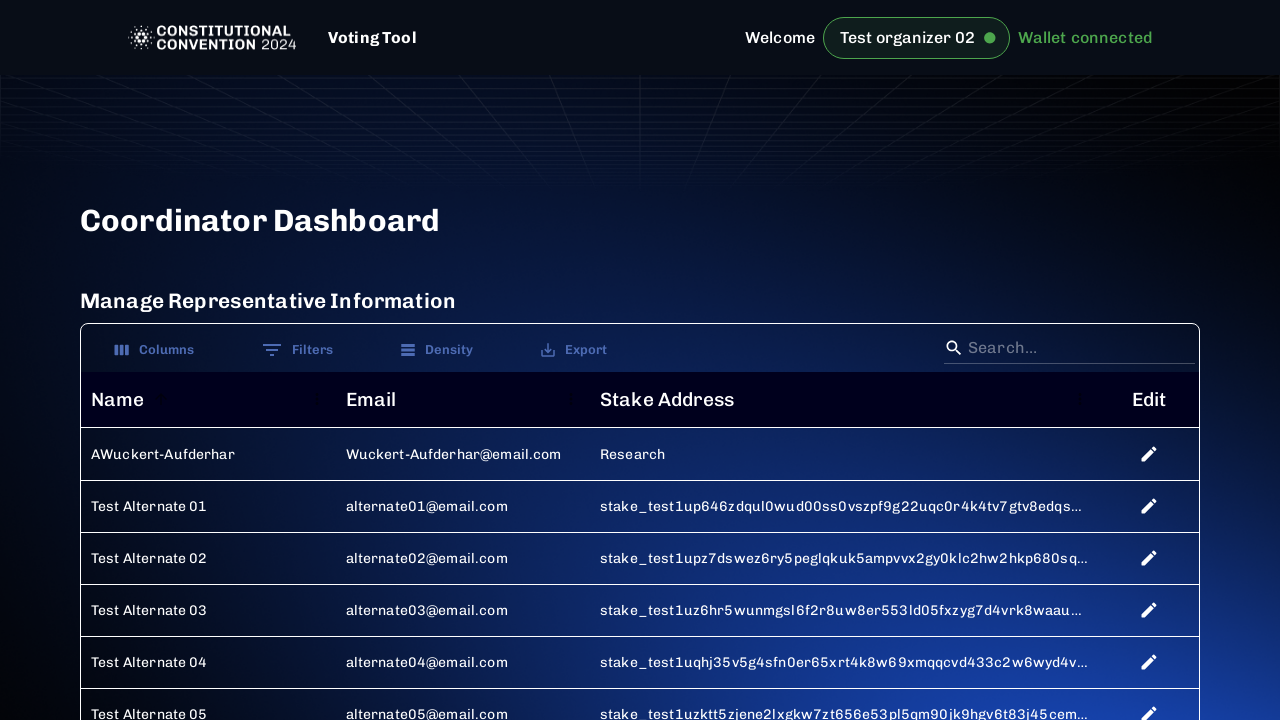 CONSTITUTIONAL
CONVENTION 2024
Voting Tool
Welcome Test organizer 02 Wallet connected
Coordinator Dashboard
Manage Representative Information
Columns Filters Density Export Search…
Name Email Stake Address Edit
AWuckert-Aufderhar Wuckert-Aufderhar@email.com Research
Test Alternate 01 alternate01@email.com stake_test1up646zdqul0wud00ss0vszpf9g22uqc0r4k4tv7gtv8edqs…
Test Alternate 02 alternate02@email.com stake_test1upz7dswez6ry5peglqkuk5ampvvx2gy0klc2hw2hkp680sq…
Test Alternate 03 alternate03@email.com stake_test1uz6hr5wunmgsl6f2r8uw8er553ld05fxzyg7d4vrk8waau…
Test Alternate 04 alternate04@email.com stake_test1uqhj35v5g4sfn0er65xrt4k8w69xmqqcvd433c2w6wyd4v…
Test Alternate 05 alternate05@email.com stake_test1uzktt5zjene2lxgkw7zt656e53pl5qm90jk9hgv6t83j45cem…